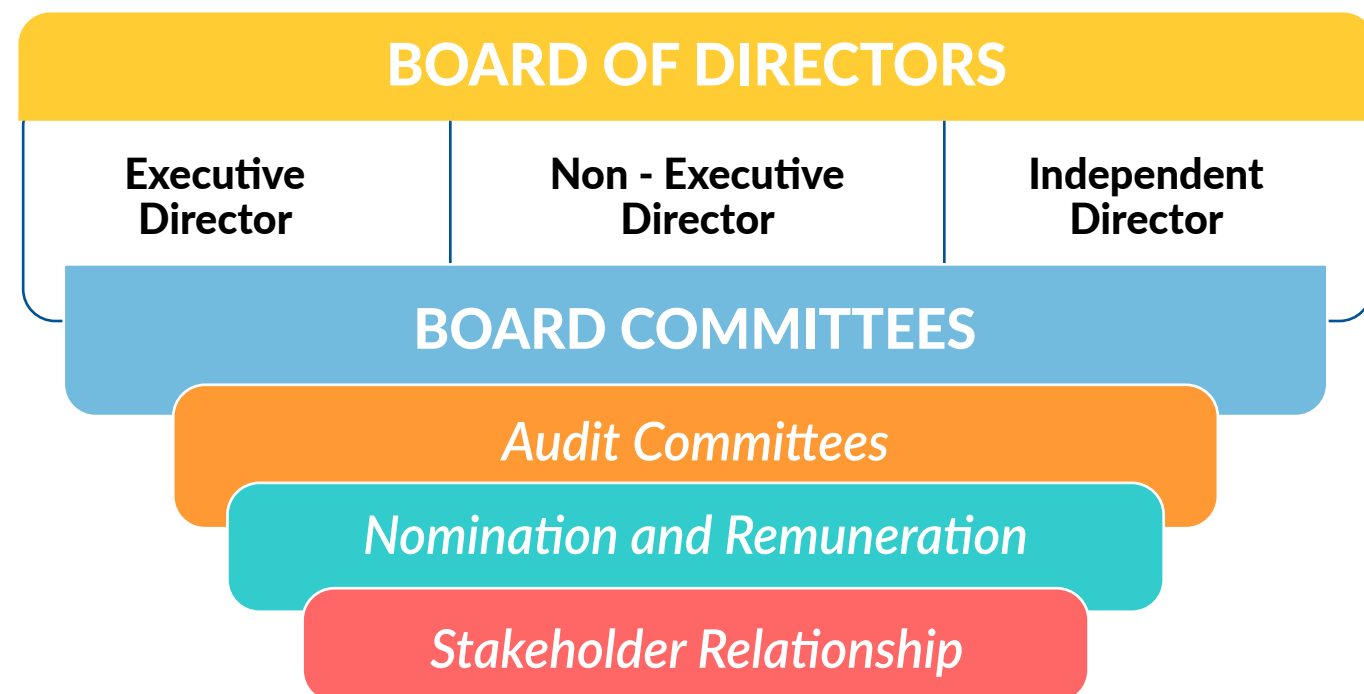 BOARD OF DIRECTORS
Executive
Director
Non - Executive
Director
Independent
Director
BOARD COMMITTEES
Audit Committees
Nomination and Remuneration
Stakeholder Relationship